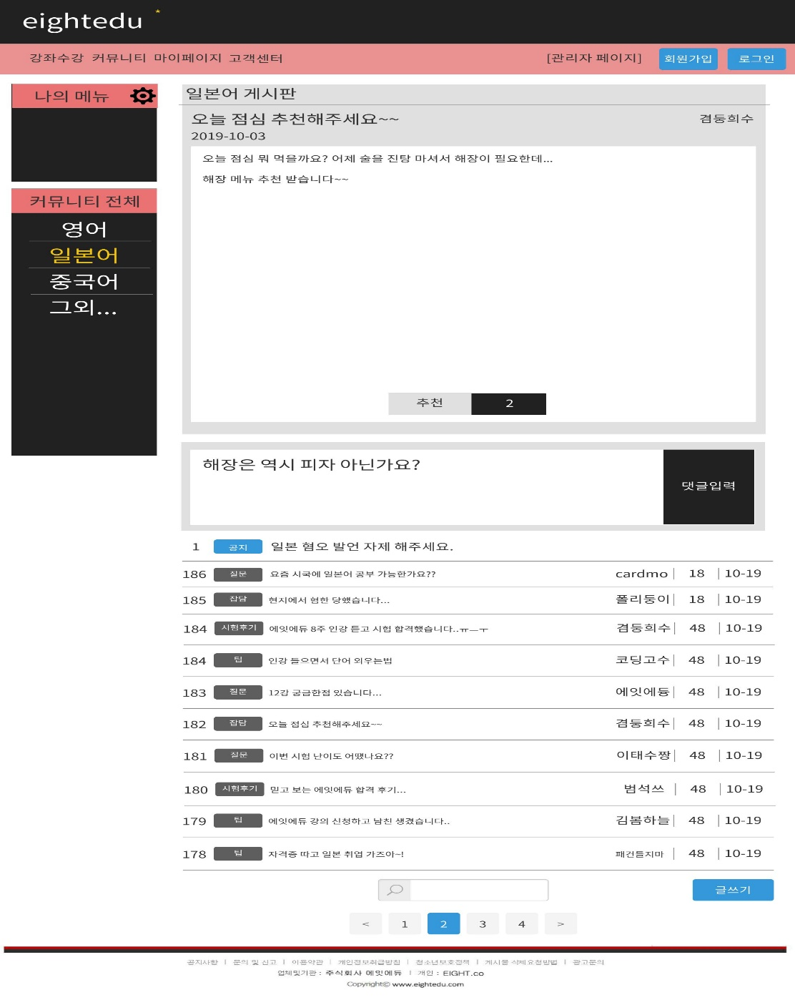 eightedu
강좌수강 커뮤니티 마이페이지 고객센터 [관리자 페이지] 회원가입 로그인
나의 메뉴
커뮤니티 전체
영어
일본어
중국어
그외...
일본어 게시판
오늘 점심 추천해주세요~~ 겸둥희수
2019-10-03
오늘 점심 뭐 먹을까요? 어제 술을 진탕 마셔서 해장이 필요한데...
해장 메뉴 추천 받습니다~~
추천 2
해장은 역시 피자 아닌가요?
댓글입력
1 공지 일본 혐오 발언 자제 해주세요.
186 질문 요즘 시국에 일본어 공부 가능한가요?? cardmo | 18 | 10-19
185 잡담 현지에서 혐한 당했습니다... 폴리둥이 | 18 | 10-19
184 시험후기 에잇에듀 8주 인강 듣고 시험 합격했습니다..ㅠㅡㅜ 겸둥희수 | 48 | 10-19
184 팁 인강 들으면서 단어 외우는법 코딩고수 | 48 | 10-19
183 질문 12강 궁금한점 있습니다... 에잇에듕 | 48 | 10-19
182 잡담 오늘 점심 추천해주세요~~ 겸둥희수 | 48 | 10-19
181 질문 이번 시험 난이도 어땠나요?? 이태수짱 | 48 | 10-19
180 시험후기 믿고 보는 에잇에듀 합격 후기... 범석쓰 | 48 | 10-19
179 팁 에잇에듀 강의 신청하고 남친 생겼습니다.. 김봄하늘 | 48 | 10-19
178 팁 자격증 따고 일본 취업 가즈아~! 패건들지마 | 48 | 10-19
글쓰기
< 1 2 3 4 >
공지사항 | 문의 및 신고 | 이용약관 | 개인정보취급방침 | 청소년보호정책 | 게시물 삭제요청방법 | 광고문의
업체및기관 : 주식회사 에잇에듀 | 개인 : EIGHT.co
Copyright© www.eightedu.com